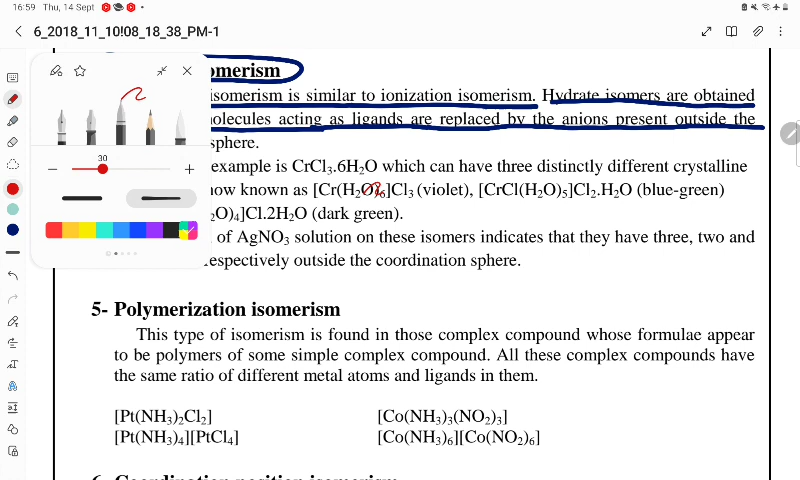 16:59 Thu, 14 Sept
6_2018_11_10!08_18_38_PM-1
omerism
isomerism is similar to ionization isomerism. Hydrate isomers are obtained
olecules acting as ligands are replaced by the anions present outside the
sphere.
30
example is CrCl₃.6H₂O which can have three distinctly different crystalline
now known as [Cr(H₂O)₆]Cl₃ (violet), [CrCl(H₂O)₅]Cl₂.H₂O (blue-green)
₂O)₄]Cl.2H₂O (dark green).
of AgNO₃ solution on these isomers indicates that they have three, two and
respectively outside the coordination sphere.
5- Polymerization isomerism
This type of isomerism is found in those complex compound whose formulae appear
to be polymers of some simple complex compound. All these complex compounds have
the same ratio of different metal atoms and ligands in them.
[Pt(NH₃)₂Cl₂] [Co(NH₃)₃(NO₂)₃]
[Pt(NH₃)₄][PtCl₄] [Co(NH₃)₆][Co(NO₂)₆]